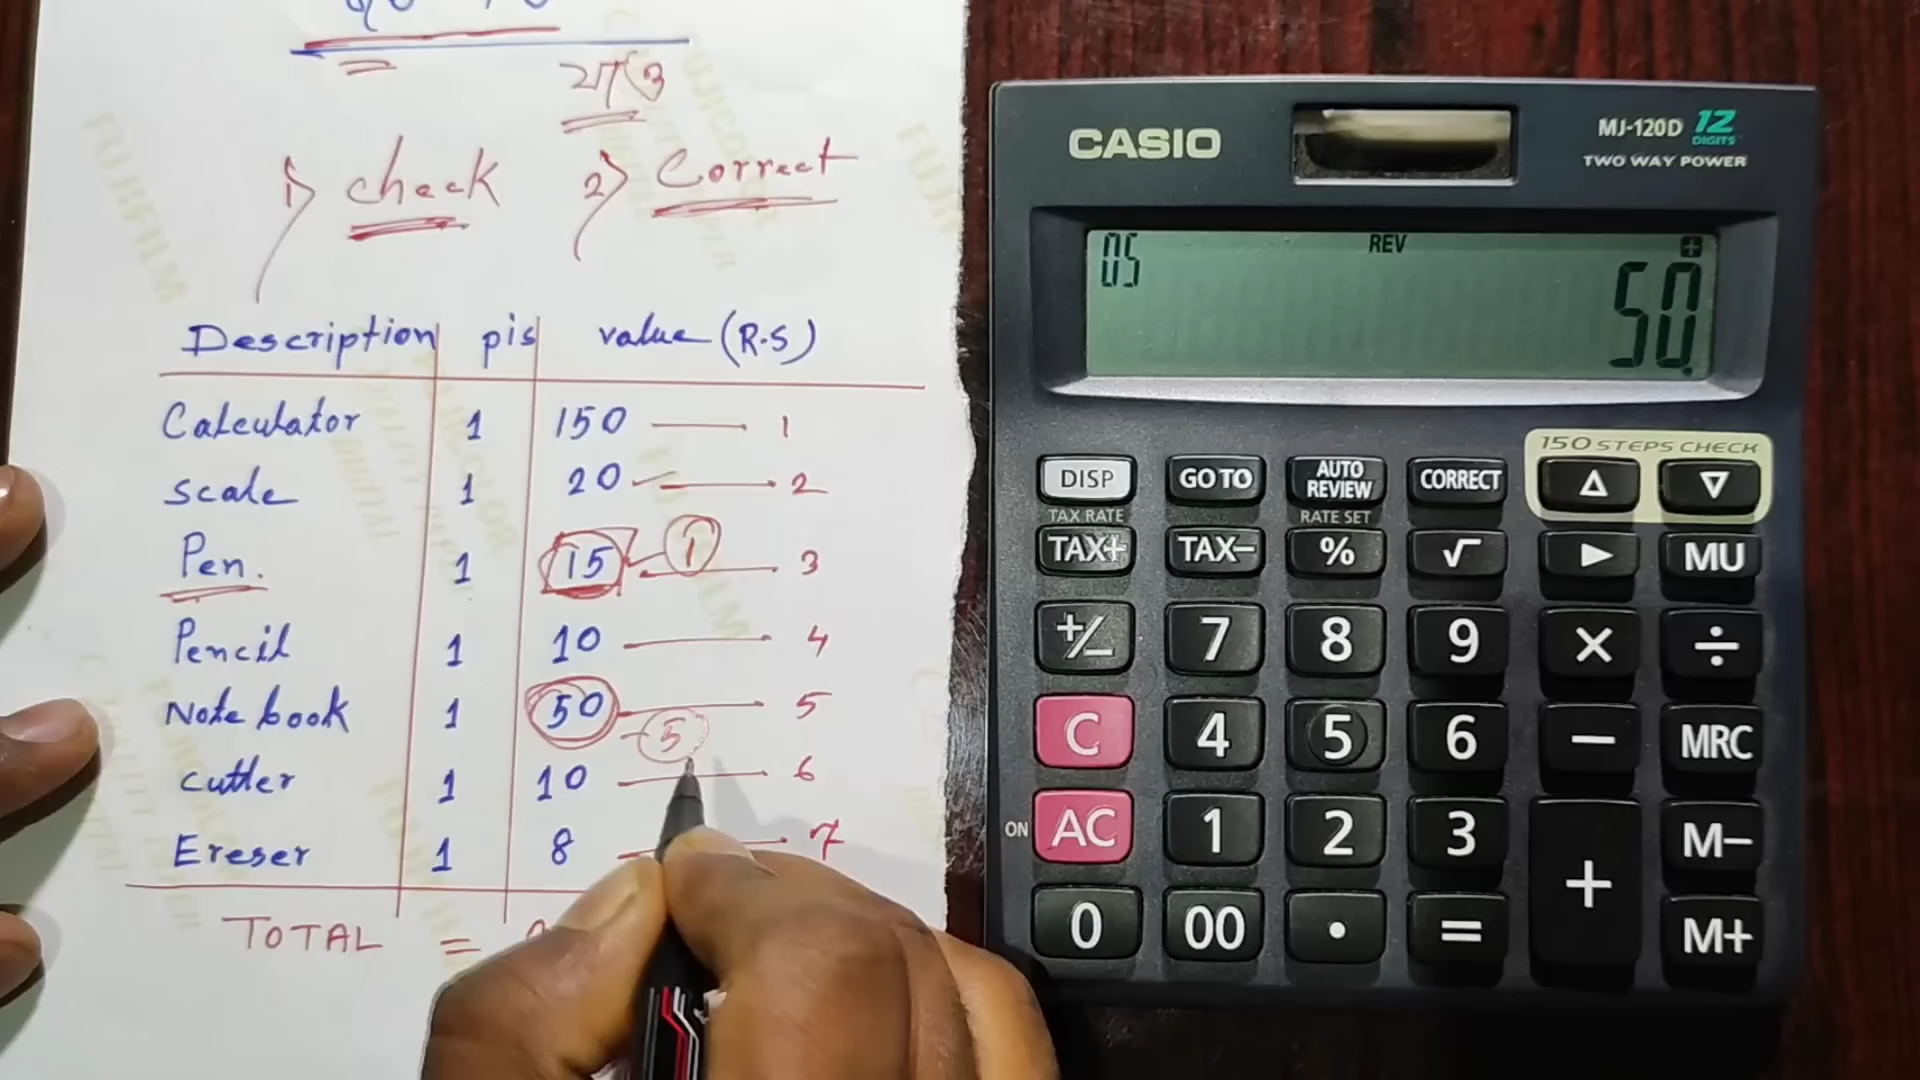 1) Check 2) Correct
Description pis value (R.S)
Calculator 1 150 1
scale 1 20 2
Pen. 1 15 1 3
Pencil 1 10 4
Note book 1 50 5
5
cutter 1 10 6
Ereser 1 8 7
TOTAL =
FUJIFILM
CASIO
MJ-120D 12
DIGITS
TWO WAY POWER
05 REV +
50.
150 STEPS CHECK
DISP GO TO AUTO REVIEW CORRECT △ ▽
TAX RATE RATE SET
TAX+ TAX− % √ ▶ MU
+/− 7 8 9 × ÷
C 4 5 6 − MRC
ON AC 1 2 3 + M−
0 00 • = M+